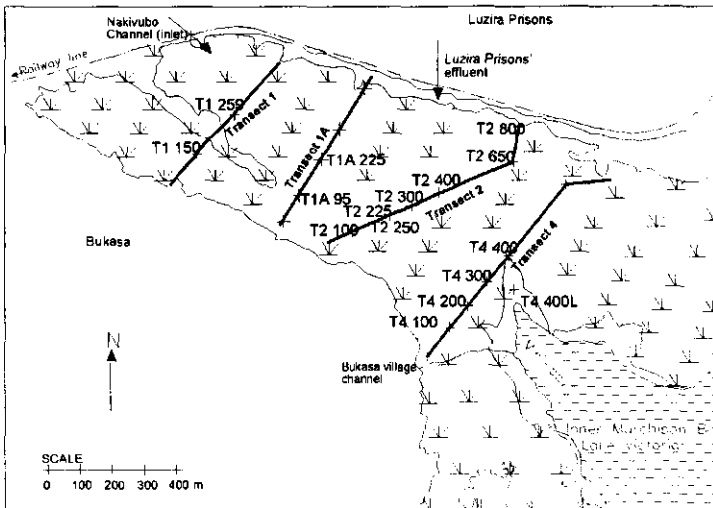 Nakivubo
Channel (inlet)
Luzira Prisons
Railway line
Luzira Prisons'
effluent
T1 259
Transect 1
T1 150
Transect 1A
T1A 225
T1A 95
T2 800
T2 650
T2 400
T2 300
Transect 2
T2 225
T2 250
T2 100
Bukasa
T4 400
Transect 4
T4 300
T4 400L
T4 200
T4 100
N
Bukasa village
channel
Inner Murchison B
Lake Victoria
SCALE
0 100 200 300 400 m